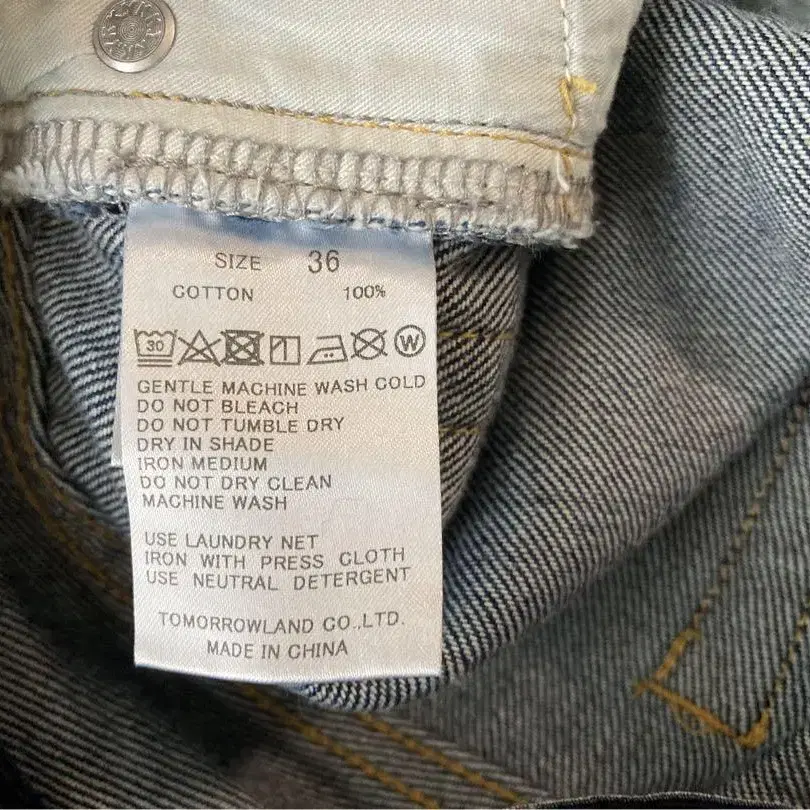 SIZE 36
COTTON 100%
30 W
GENTLE MACHINE WASH COLD
DO NOT BLEACH
DO NOT TUMBLE DRY
DRY IN SHADE
IRON MEDIUM
DO NOT DRY CLEAN
MACHINE WASH
USE LAUNDRY NET
IRON WITH PRESS CLOTH
USE NEUTRAL DETERGENT
TOMORROWLAND CO.,LTD.
MADE IN CHINA